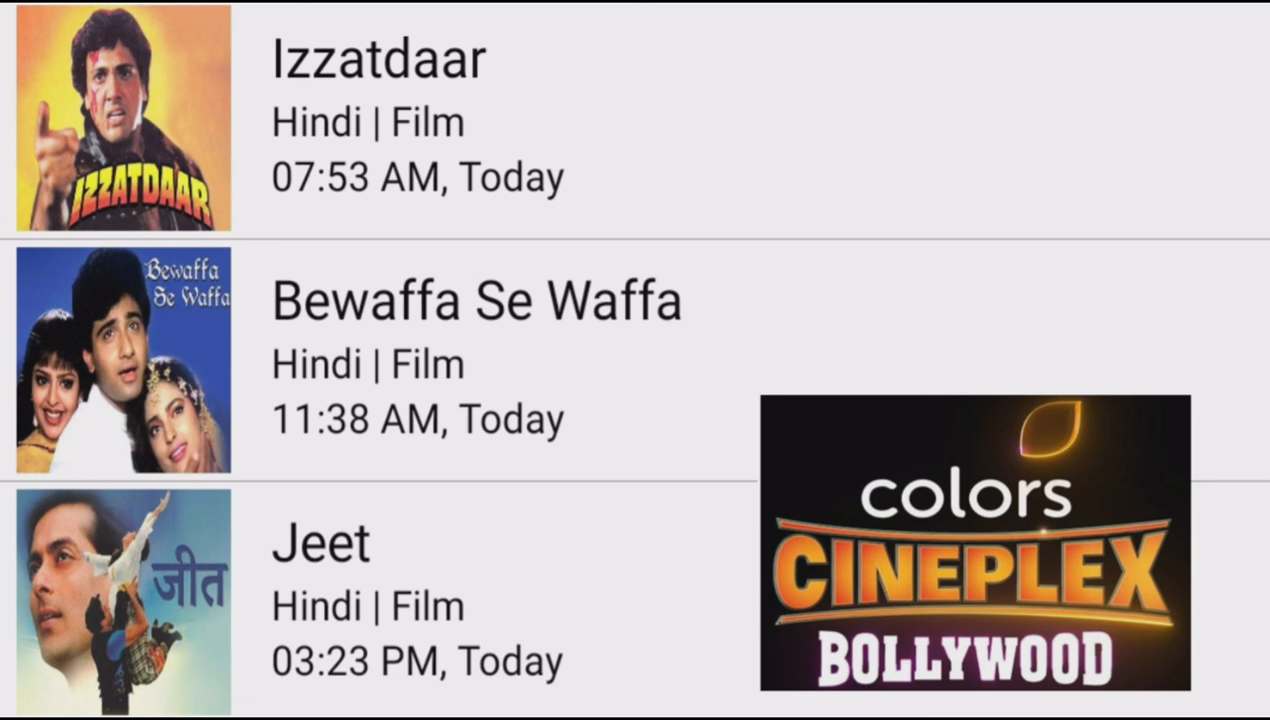 IZZATDAAR
Izzatdaar
Hindi | Film
07:53 AM, Today
Bewaffa
Se Waffa
Bewaffa Se Waffa
Hindi | Film
11:38 AM, Today
जीत
Jeet
Hindi | Film
03:23 PM, Today
colors
CINEPLEX
BOLLYWOOD